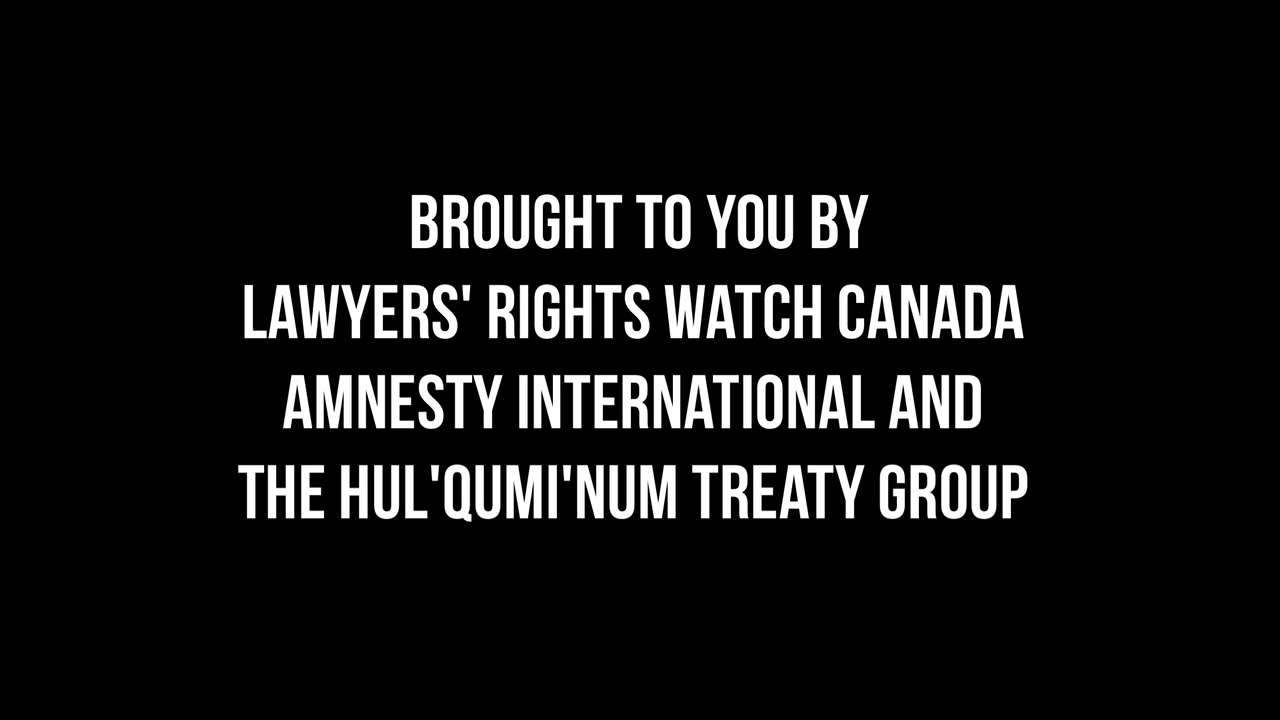 BROUGHT TO YOU BY
LAWYERS' RIGHTS WATCH CANADA
AMNESTY INTERNATIONAL AND
THE HUL'QUMI'NUM TREATY GROUP